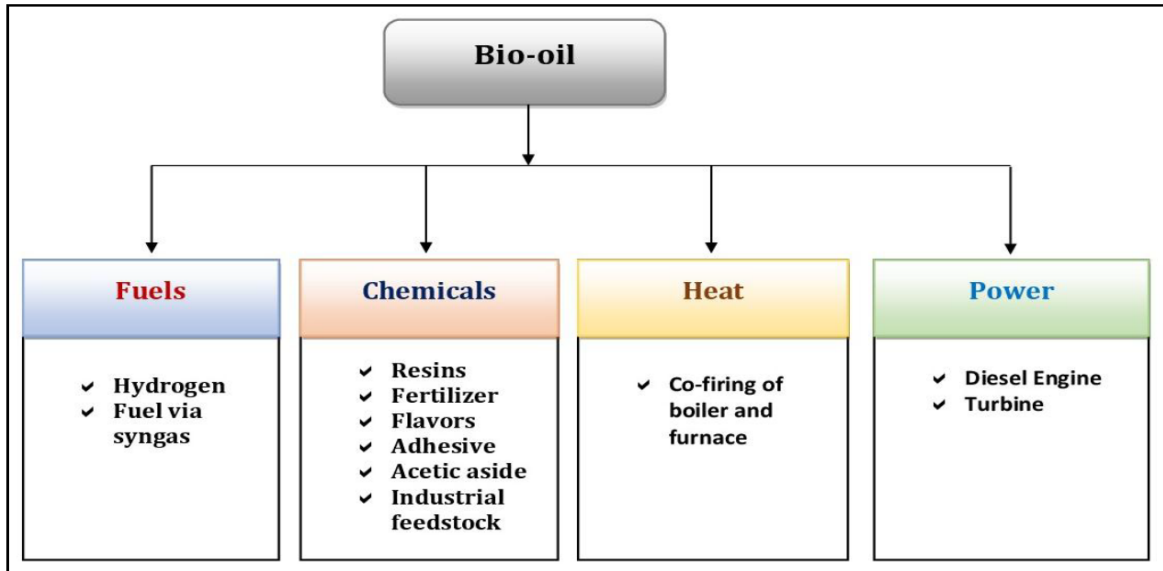 Bio-oil
Fuels
Hydrogen
Fuel via
syngas
Chemicals
Resins
Fertilizer
Flavors
Adhesive
Acetic aside
Industrial
feedstock
Heat
Co-firing of
boiler and
furnace
Power
Diesel Engine
Turbine